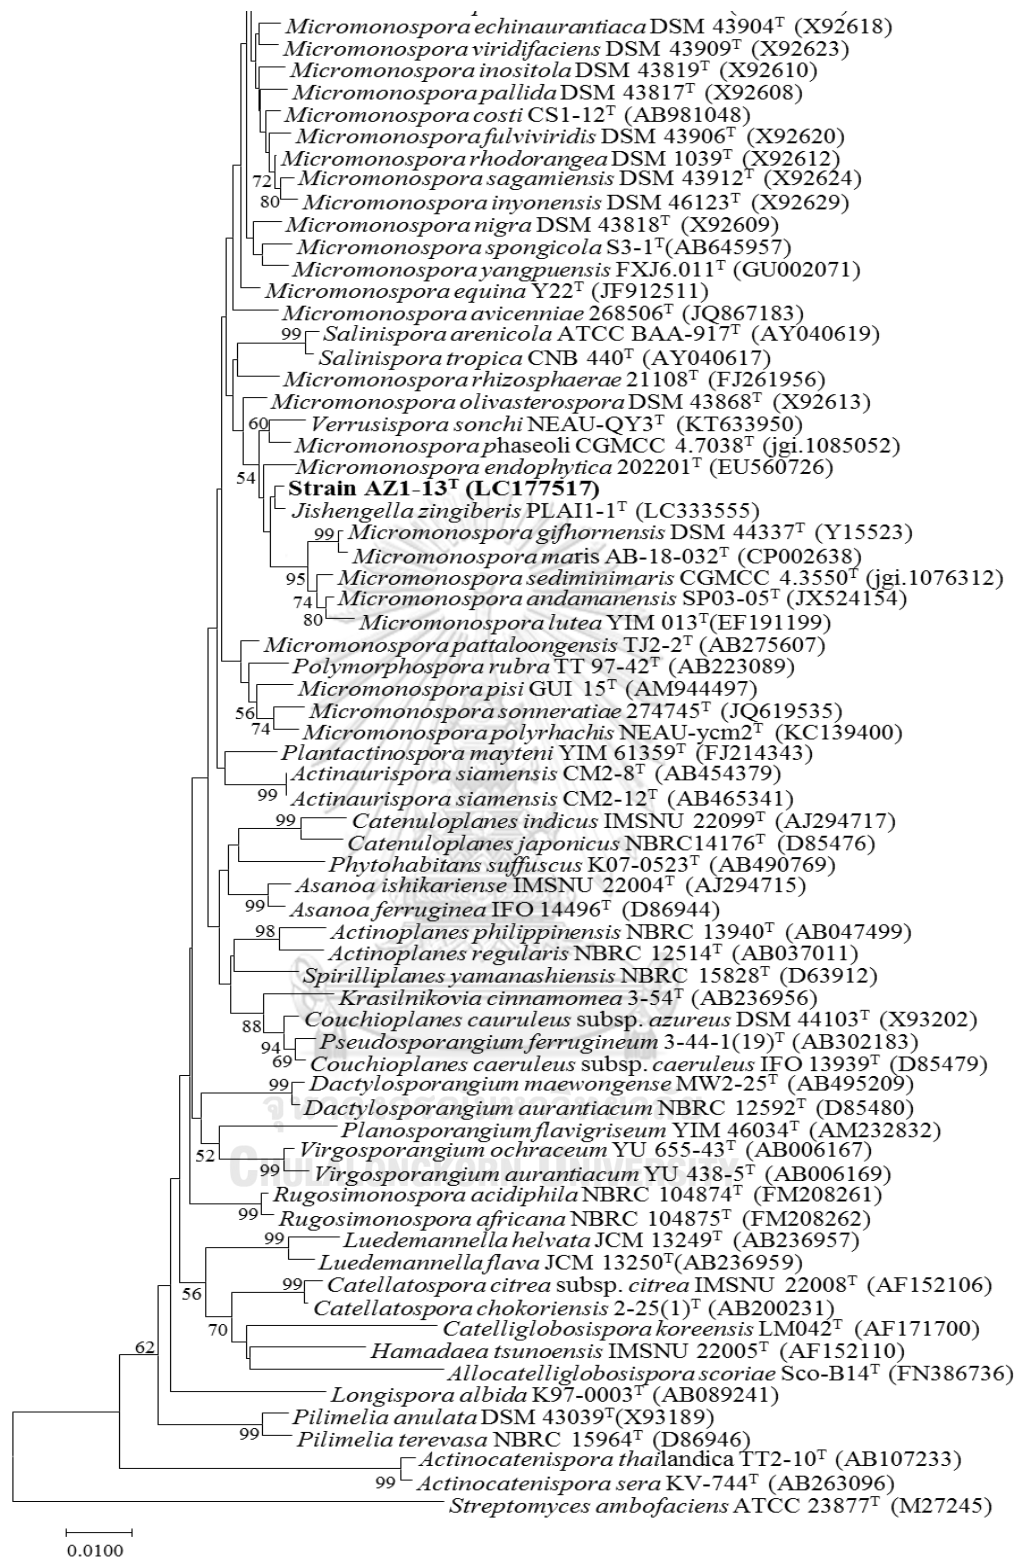 Micromonospora echinaurantiaca DSM 43904ᵀ (X92618)
Micromonospora viridifaciens DSM 43909ᵀ (X92623)
Micromonospora inositola DSM 43819ᵀ (X92610)
Micromonospora pallida DSM 43817ᵀ (X92608)
Micromonospora costi CS1-12ᵀ (AB981048)
Micromonospora fulviviridis DSM 43906ᵀ (X92620)
Micromonospora rhodorangea DSM 1039ᵀ (X92612)
72 Micromonospora sagamiensis DSM 43912ᵀ (X92624)
80 Micromonospora inyonensis DSM 46123ᵀ (X92629)
Micromonospora nigra DSM 43818ᵀ (X92609)
Micromonospora spongicola S3-1ᵀ(AB645957)
Micromonospora yangpuensis FXJ6.011ᵀ (GU002071)
Micromonospora equina Y22ᵀ (JF912511)
Micromonospora avicenniae 268506ᵀ (JQ867183)
99 Salinispora arenicola ATCC BAA-917ᵀ (AY040619)
Salinispora tropica CNB 440ᵀ (AY040617)
Micromonospora rhizosphaerae 21108ᵀ (FJ261956)
Micromonospora olivasterospora DSM 43868ᵀ (X92613)
60 Verrusispora sonchi NEAU-QY3ᵀ (KT633950)
Micromonospora phaseoli CGMCC 4.7038ᵀ (jgi.1085052)
Micromonospora endophytica 202201ᵀ (EU560726)
54
Strain AZ1-13ᵀ (LC177517)
Jishengella zingiberis PLAI1-1ᵀ (LC333555)
99 Micromonospora gifhornensis DSM 44337ᵀ (Y15523)
Micromonospora maris AB-18-032ᵀ (CP002638)
95 Micromonospora sediminimaris CGMCC 4.3550ᵀ (jgi.1076312)
74 Micromonospora andamanensis SP03-05ᵀ (JX524154)
80 Micromonospora lutea YIM 013ᵀ(EF191199)
Micromonospora pattaloongensis TJ2-2ᵀ (AB275607)
Polymorphospora rubra TT 97-42ᵀ (AB223089)
Micromonospora pisi GUI 15ᵀ (AM944497)
56 Micromonospora sonneratiae 274745ᵀ (JQ619535)
74 Micromonospora polyrhachis NEAU-ycm2ᵀ (KC139400)
Plantactinospora mayteni YIM 61359ᵀ (FJ214343)
Actinaurispora siamensis CM2-8ᵀ (AB454379)
99 Actinaurispora siamensis CM2-12ᵀ (AB465341)
99 Catenuloplanes indicus IMSNU 22099ᵀ (AJ294717)
Catenuloplanes japonicus NBRC14176ᵀ (D85476)
Phytohabitans suffuscus K07-0523ᵀ (AB490769)
Asanoa ishikariense IMSNU 22004ᵀ (AJ294715)
99 Asanoa ferruginea IFO 14496ᵀ (D86944)
98 Actinoplanes philippinensis NBRC 13940ᵀ (AB047499)
Actinoplanes regularis NBRC 12514ᵀ (AB037011)
Spirilliplanes yamanashiensis NBRC 15828ᵀ (D63912)
Krasilnikovia cinnamomea 3-54ᵀ (AB236956)
88 Couchioplanes cauruleus subsp. azureus DSM 44103ᵀ (X93202)
94 Pseudosporangium ferrugineum 3-44-1(19)ᵀ (AB302183)
69 Couchioplanes caeruleus subsp. caeruleus IFO 13939ᵀ (D85479)
99 Dactylosporangium maewongense MW2-25ᵀ (AB495209)
Dactylosporangium aurantiacum NBRC 12592ᵀ (D85480)
จุฬาลงกรณ์มหาวิทยาลัย
Planosporangium flavigriseum YIM 46034ᵀ (AM232832)
52 Virgosporangium ochraceum YU 655-43ᵀ (AB006167)
CHULALONGKORN UNIVERSITY
99 Virgosporangium aurantiacum YU 438-5ᵀ (AB006169)
Rugosimonospora acidiphila NBRC 104874ᵀ (FM208261)
99 Rugosimonospora africana NBRC 104875ᵀ (FM208262)
99 Luedemannella helvata JCM 13249ᵀ (AB236957)
Luedemannella flava JCM 13250ᵀ(AB236959)
56 99 Catellatospora citrea subsp. citrea IMSNU 22008ᵀ (AF152106)
Catellatospora chokoriensis 2-25(1)ᵀ (AB200231)
70 Catelliglobosispora koreensis LM042ᵀ (AF171700)
62 Hamadaea tsunoensis IMSNU 22005ᵀ (AF152110)
Allocatelliglobosispora scoriae Sco-B14ᵀ (FN386736)
Longispora albida K97-0003ᵀ (AB089241)
Pilimelia anulata DSM 43039ᵀ(X93189)
99 Pilimelia terevasa NBRC 15964ᵀ (D86946)
Actinocatenispora thailandica TT2-10ᵀ (AB107233)
99 Actinocatenispora sera KV-744ᵀ (AB263096)
Streptomyces ambofaciens ATCC 23877ᵀ (M27245)
0.0100